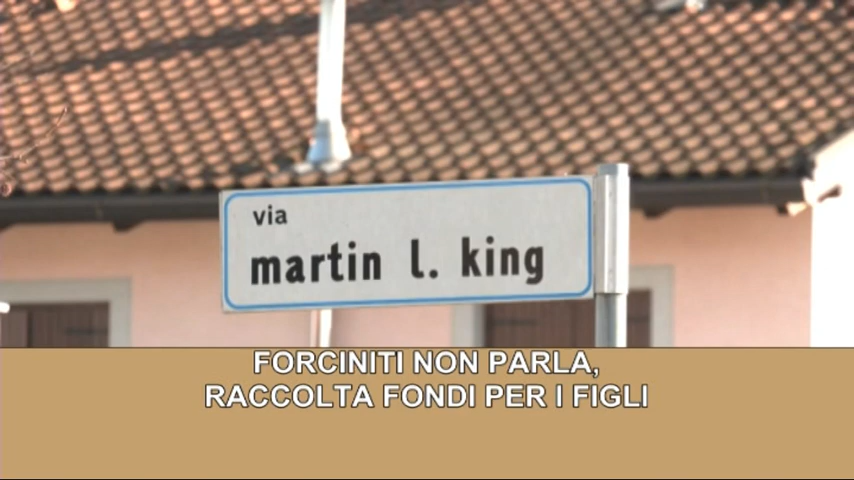 via
martin l. king
FORCINITI NON PARLA,
RACCOLTA FONDI PER I FIGLI